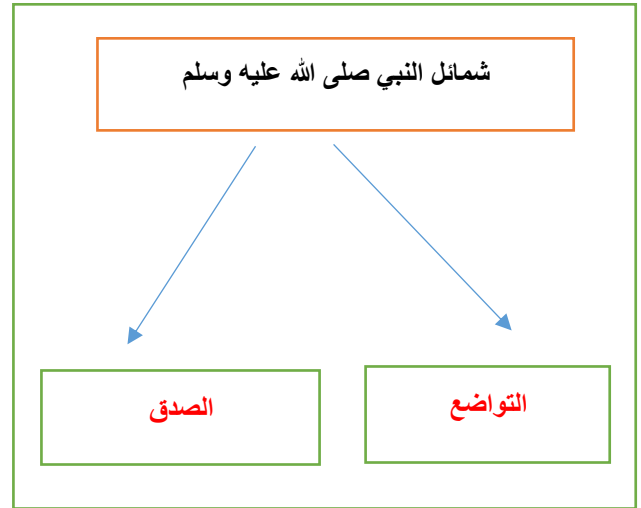 شمائل النبي صلى الله عليه وسلم
التواضع
الصدق